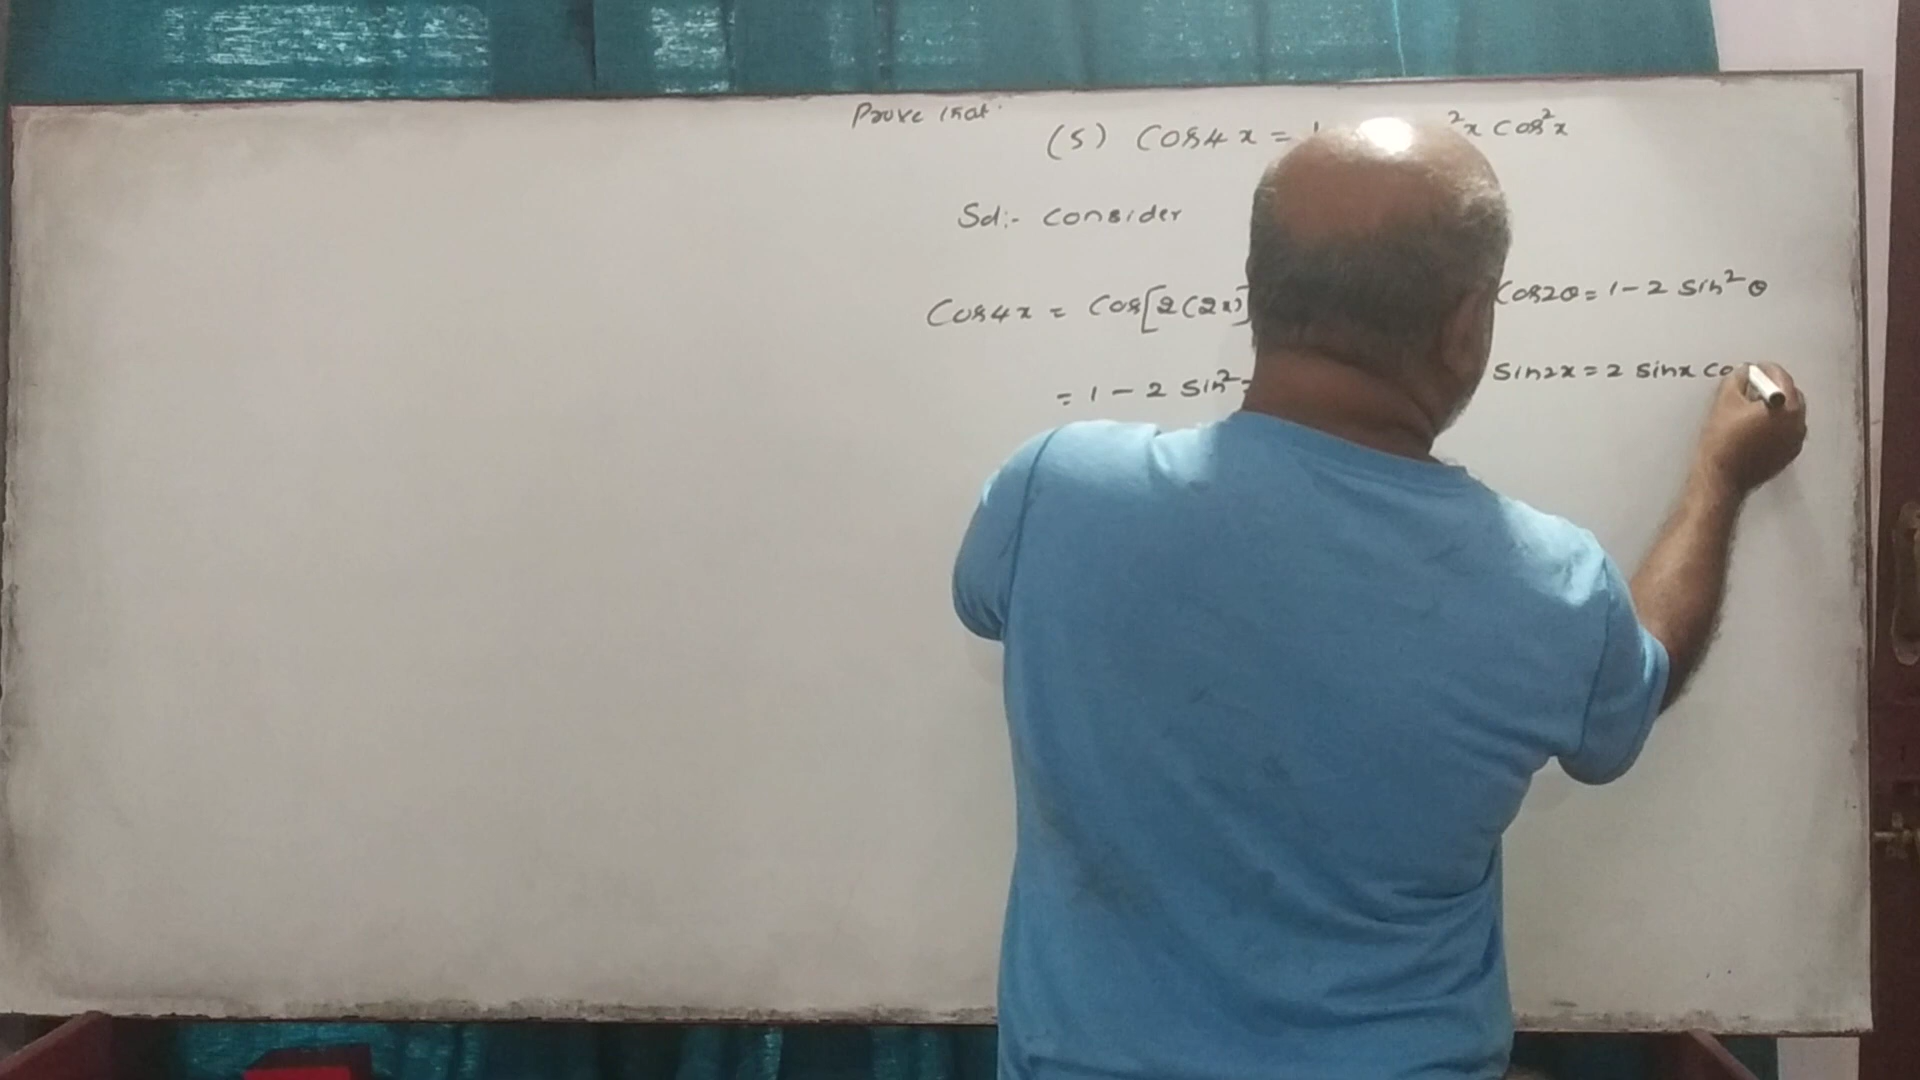 Prove that
(5) Cos4x = 1 ²x Cos²x
Sol:- Consider
Cos4x = Cos[2(2x)] Cos2θ = 1 - 2 sin²θ
= 1 - 2 sin² Sin2x = 2 sinx co